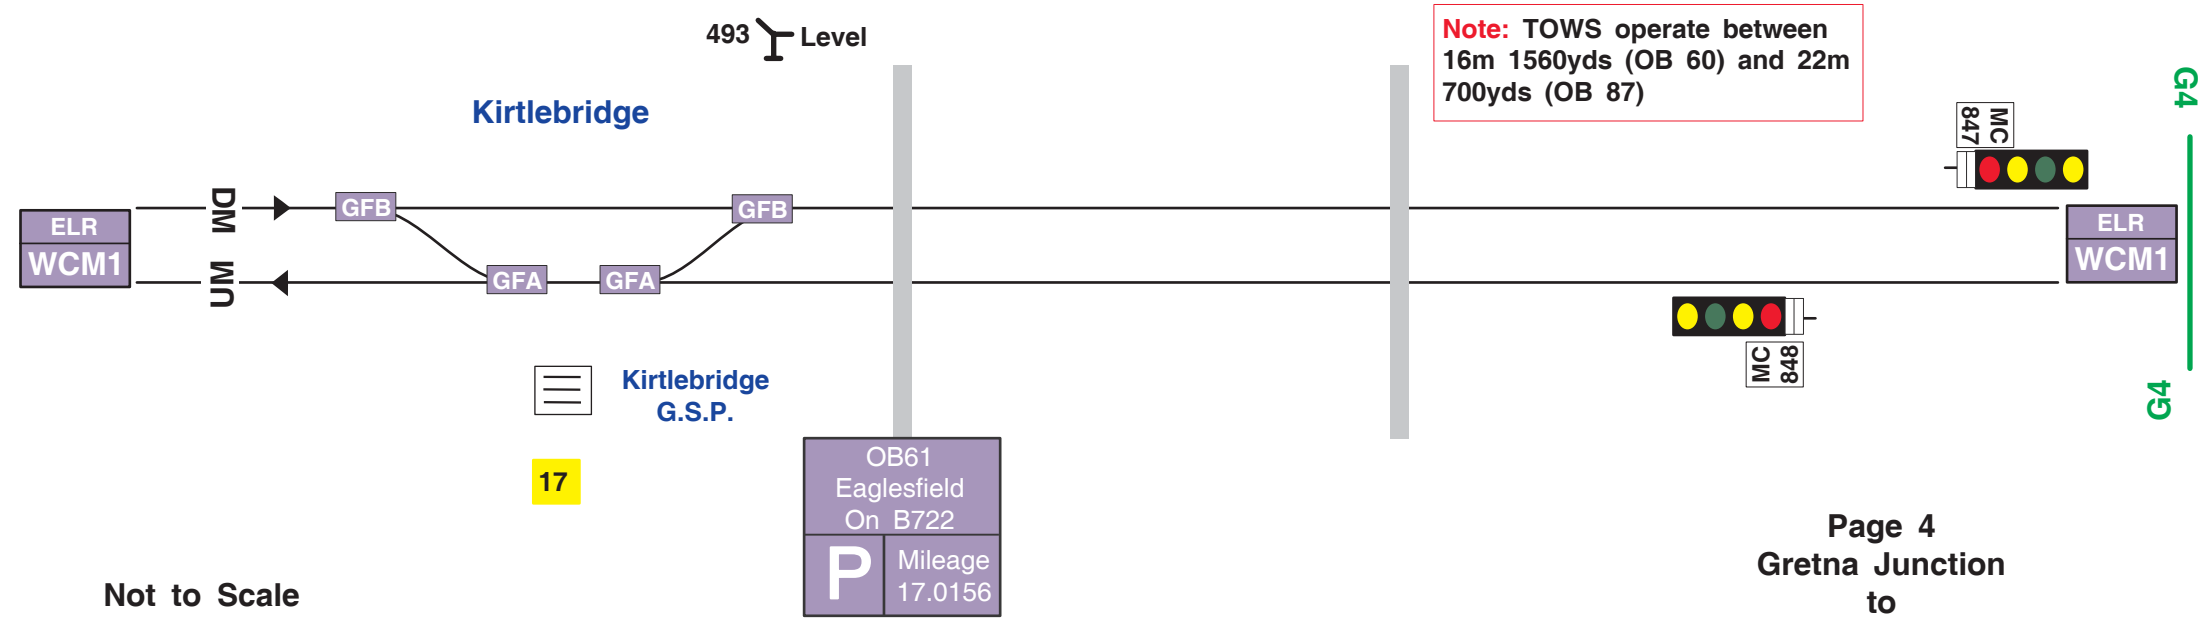 493 Level
Note: TOWS operate between
16m 1560yds (OB 60) and 22m
700yds (OB 87)
G4
Kirtlebridge
MC
847
DM
GFB
GFB
ELR
WCM1
ELR
WCM1
UM
GFA
GFA
MC
848
Kirtlebridge
G.S.P.
G4
17
OB61
Eaglesfield
On B722
P
Mileage
17.0156
Page 4
Gretna Junction
to
Not to Scale